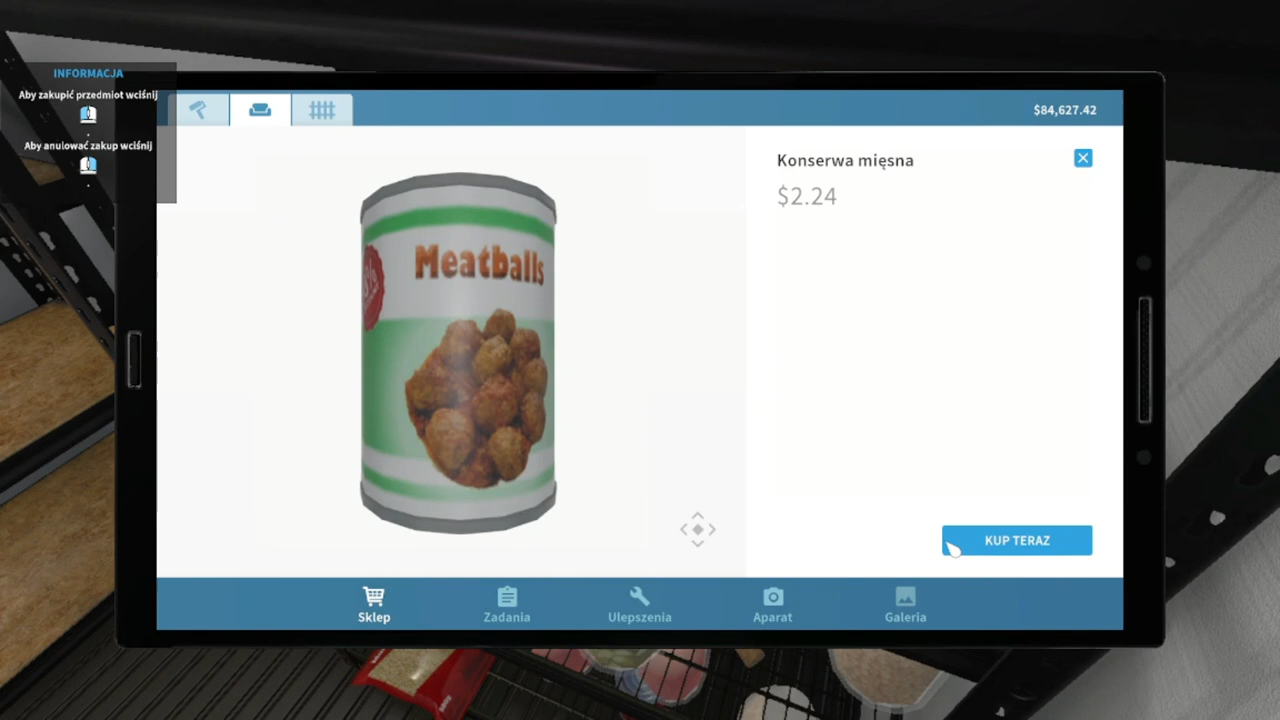 INFORMACJA
Aby zakupić przedmiot wciśnij
.
Aby anulować zakup wciśnij
.
$84,627.42
Konserwa mięsna
$2.24
Meatballs
KUP TERAZ
Sklep
Zadania
Ulepszenia
Aparat
Galeria